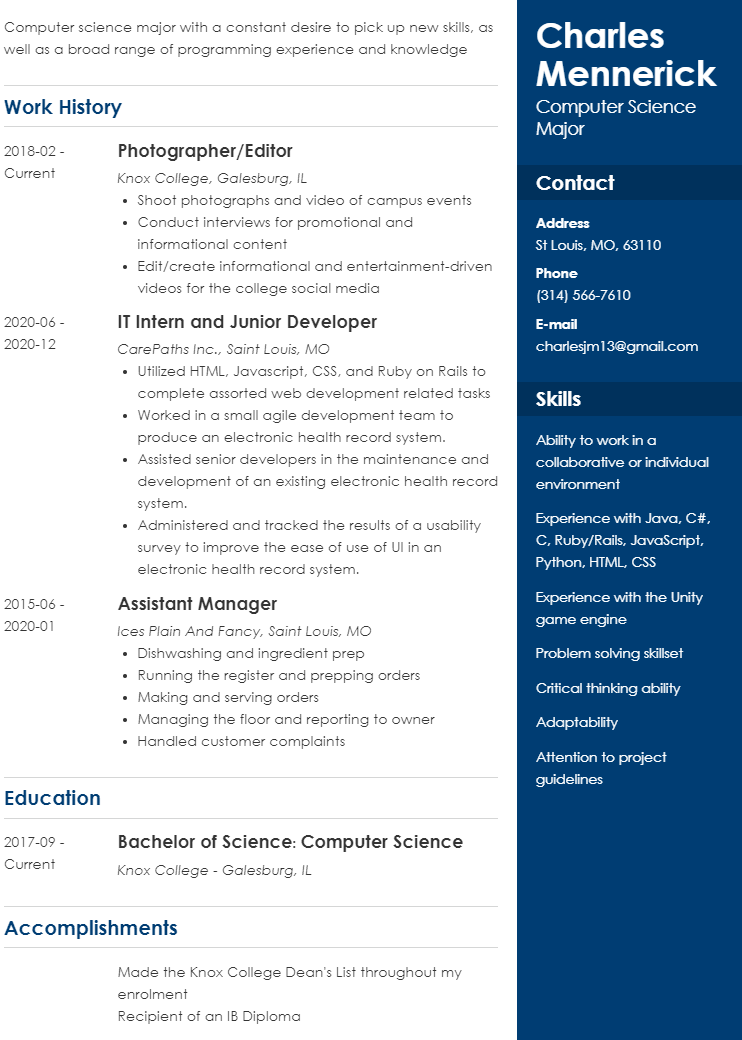 Computer science major with a constant desire to pick up new skills, as
well as a broad range of programming experience and knowledge
Work History
2018-02 -
Current
Photographer/Editor
Knox College, Galesburg, IL
• Shoot photographs and video of campus events
• Conduct interviews for promotional and
informational content
• Edit/create informational and entertainment-driven
videos for the college social media
2020-06 -
2020-12
IT Intern and Junior Developer
CarePaths Inc., Saint Louis, MO
• Utilized HTML, Javascript, CSS, and Ruby on Rails to
complete assorted web development related tasks
• Worked in a small agile development team to
produce an electronic health record system.
• Assisted senior developers in the maintenance and
development of an existing electronic health record
system.
• Administered and tracked the results of a usability
survey to improve the ease of use of UI in an
electronic health record system.
2015-06 -
2020-01
Assistant Manager
Ices Plain And Fancy, Saint Louis, MO
• Dishwashing and ingredient prep
• Running the register and prepping orders
• Making and serving orders
• Managing the floor and reporting to owner
• Handled customer complaints
Education
2017-09 -
Current
Bachelor of Science: Computer Science
Knox College - Galesburg, IL
Accomplishments
Made the Knox College Dean's List throughout my
enrolment
Recipient of an IB Diploma
Charles
Mennerick
Computer Science
Major
Contact
Address
St Louis, MO, 63110
Phone
(314) 566-7610
E-mail
charlesjm13@gmail.com
Skills
Ability to work in a
collaborative or individual
environment
Experience with Java, C#,
C, Ruby/Rails, JavaScript,
Python, HTML, CSS
Experience with the Unity
game engine
Problem solving skillset
Critical thinking ability
Adaptability
Attention to project
guidelines